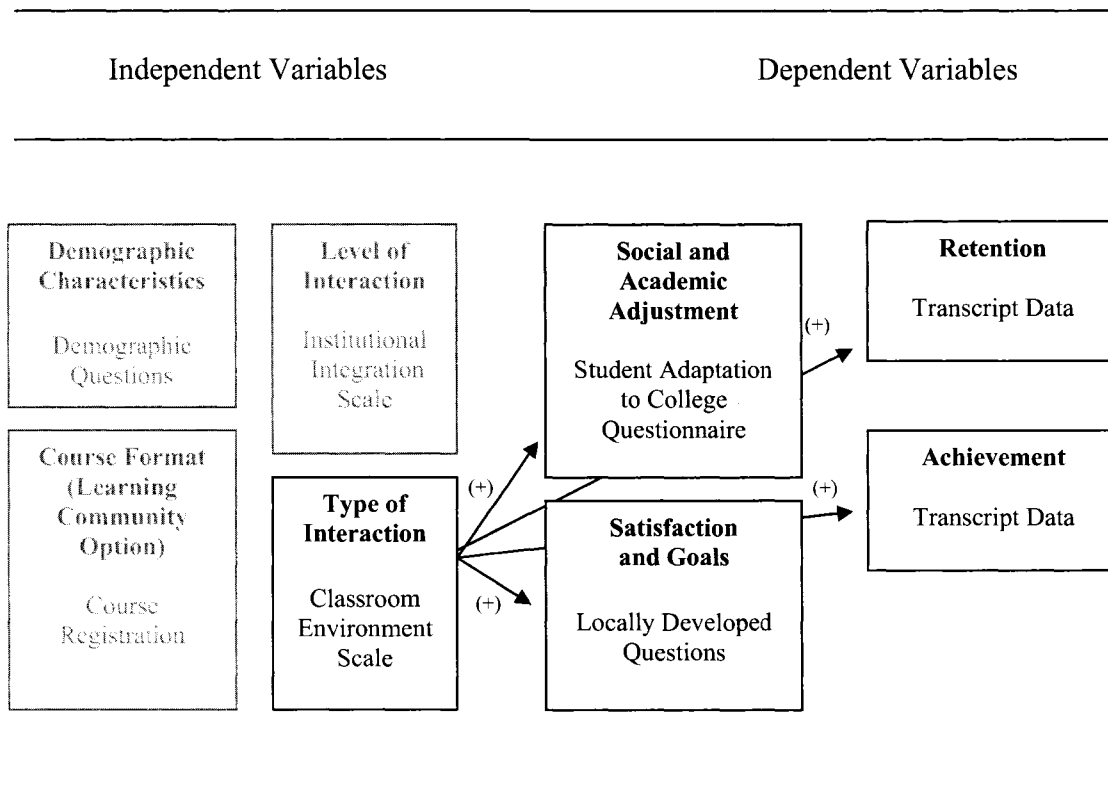 Independent Variables
Dependent Variables
Demographic
Characteristics
Demographic
Questions
Course Format
(Learning
Community
Option)
Course
Registration
Level of
Interaction
Institutional
Integration
Scale
Type of
Interaction
Classroom
Environment
Scale
(+)
(+)
Social and
Academic
Adjustment
Student Adaptation
to College
Questionnaire
Satisfaction
and Goals
Locally Developed
Questions
(+)
(+)
Retention
Transcript Data
Achievement
Transcript Data